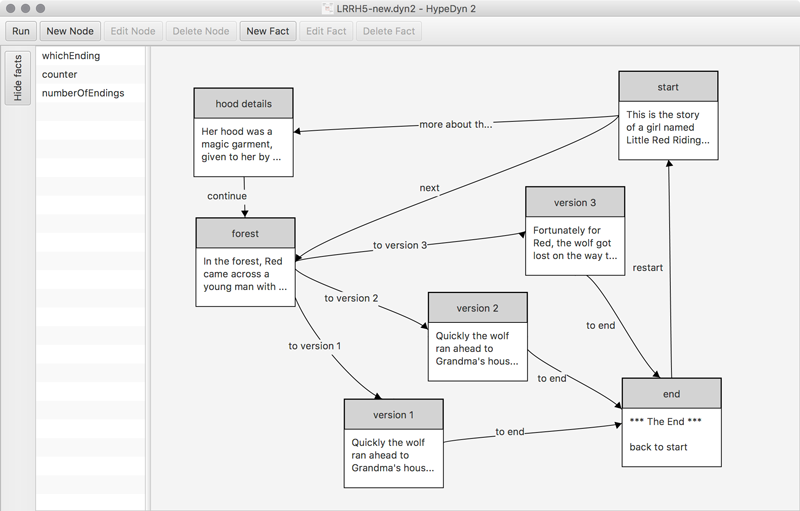 LRRH5-new.dyn2 - HypeDyn 2
Run
New Node
Edit Node
Delete Node
New Fact
Edit Fact
Delete Fact
Hide facts
whichEnding
counter
numberOfEndings
hood details
Her hood was a
magic garment,
given to her by ...
start
This is the story
of a girl named
Little Red Riding...
more about th...
continue
next
forest
In the forest, Red
came across a
young man with ...
version 3
Fortunately for
Red, the wolf got
lost on the way t...
to version 3
restart
to version 2
version 2
Quickly the wolf
ran ahead to
Grandma's hous...
to end
to version 1
to end
version 1
Quickly the wolf
ran ahead to
Grandma's hous...
to end
end
*** The End ***
back to start